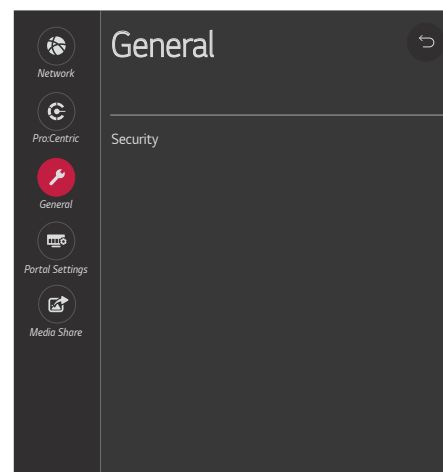 General
Network
Pro:Centric
Security
General
Portal Settings
Media Share